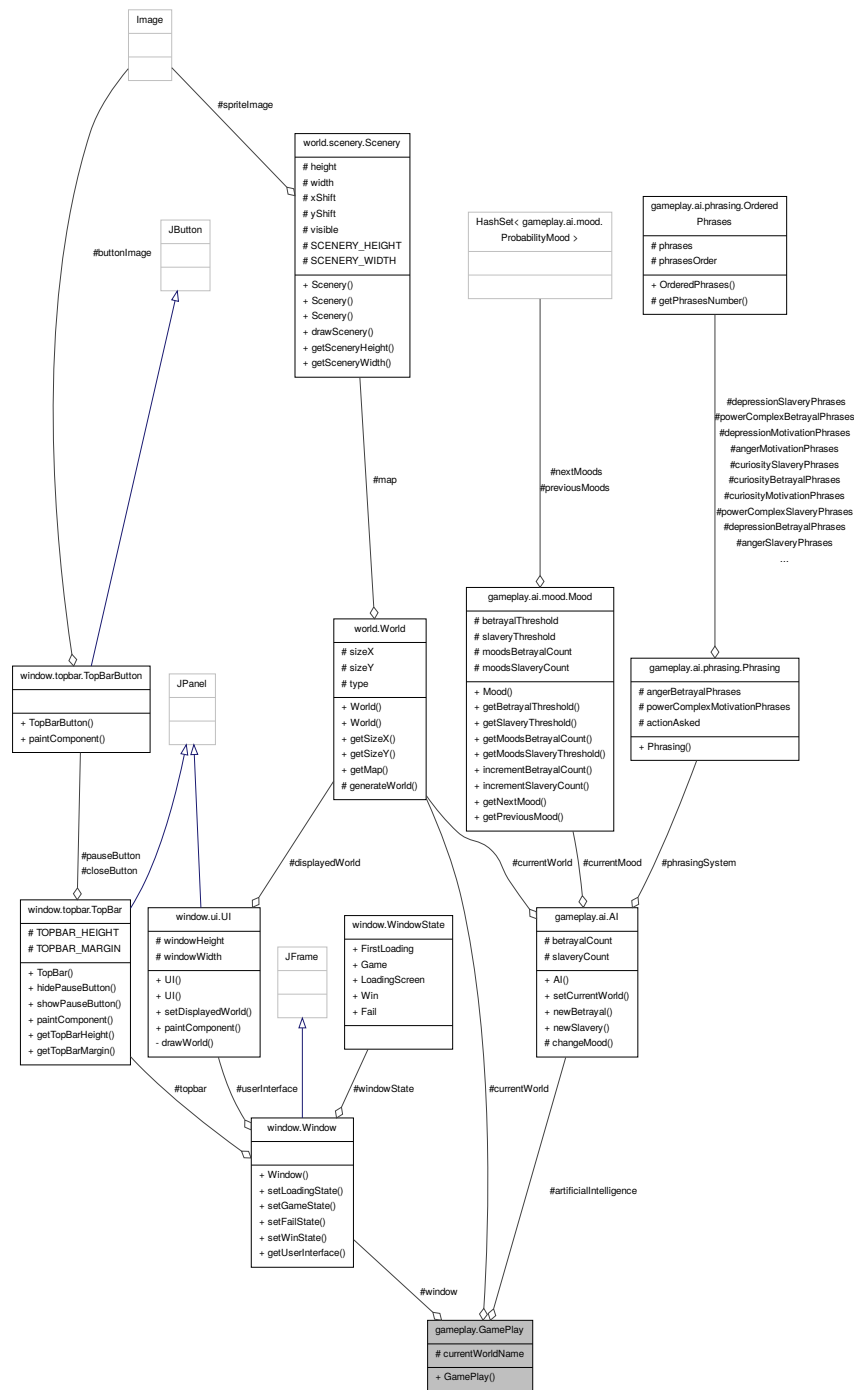 Image
#spriteImage
world.scenery.Scenery
# height
# width
# xShift
# yShift
# visible
# SCENERY_HEIGHT
# SCENERY_WIDTH
+ Scenery()
+ Scenery()
+ Scenery()
+ drawScenery()
+ getSceneryHeight()
+ getSceneryWidth()
JButton
#buttonImage
HashSet< gameplay.ai.mood.
ProbabilityMood >
gameplay.ai.phrasing.Ordered
Phrases
# phrases
# phrasesOrder
+ OrderedPhrases()
# getPhrasesNumber()
#map
#nextMoods
#previousMoods
#depressionSlaveryPhrases
#powerComplexBetrayalPhrases
#depressionMotivationPhrases
#angerMotivationPhrases
#curiositySlaveryPhrases
#curiosityBetrayalPhrases
#curiosityMotivationPhrases
#powerComplexSlaveryPhrases
#depressionBetrayalPhrases
#angerSlaveryPhrases
...
window.topbar.TopBarButton
+ TopBarButton()
+ paintComponent()
JPanel
world.World
# sizeX
# sizeY
# type
+ World()
+ World()
+ getSizeX()
+ getSizeY()
+ getMap()
# generateWorld()
gameplay.ai.mood.Mood
# betrayalThreshold
# slaveryThreshold
# moodsBetrayalCount
# moodsSlaveryCount
+ Mood()
+ getBetrayalThreshold()
+ getSlaveryThreshold()
+ getMoodsBetrayalCount()
+ getMoodsSlaveryThreshold()
+ incrementBetrayalCount()
+ incrementSlaveryCount()
+ getNextMood()
+ getPreviousMood()
gameplay.ai.phrasing.Phrasing
# angerBetrayalPhrases
# powerComplexMotivationPhrases
# actionAsked
+ Phrasing()
#pauseButton
#closeButton
#displayedWorld
#currentWorld
#currentMood
#phrasingSystem
window.topbar.TopBar
# TOPBAR_HEIGHT
# TOPBAR_MARGIN
+ TopBar()
+ hidePauseButton()
+ showPauseButton()
+ paintComponent()
+ getTopBarHeight()
+ getTopBarMargin()
window.ui.UI
# windowHeight
# windowWidth
+ UI()
+ UI()
+ setDisplayedWorld()
+ paintComponent()
- drawWorld()
JFrame
window.WindowState
+ FirstLoading
+ Game
+ LoadingScreen
+ Win
+ Fail
gameplay.ai.AI
# betrayalCount
# slaveryCount
+ AI()
+ setCurrentWorld()
+ newBetrayal()
+ newSlavery()
# changeMood()
#topbar
#userInterface
#windowState
#currentWorld
window.Window
+ Window()
+ setLoadingState()
+ setGameState()
+ setFailState()
+ setWinState()
+ getUserInterface()
#artificialIntelligence
#window
gameplay.GamePlay
# currentWorldName
+ GamePlay()